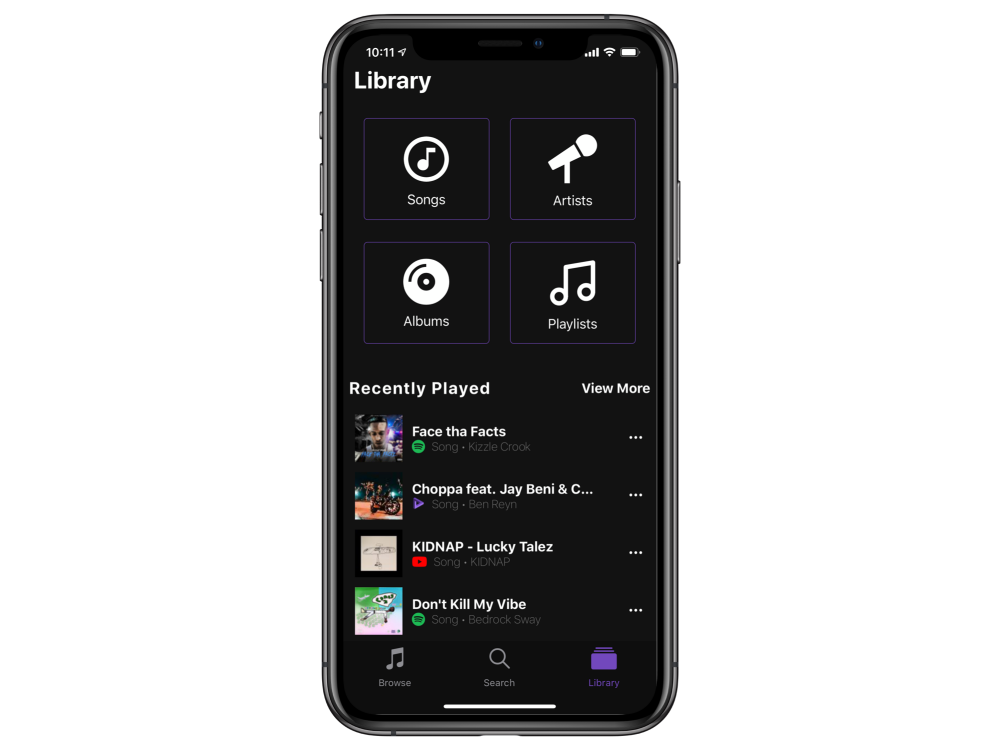 10:11
Library
Songs
Artists
Albums
Playlists
Recently Played
View More
Face tha Facts
Song • Kizzle Crook
Choppa feat. Jay Beni & C...
Song • Ben Reyn
KIDNAP - Lucky Talez
Song • KIDNAP
Don't Kill My Vibe
Song • Bedrock Sway
Browse
Search
Library